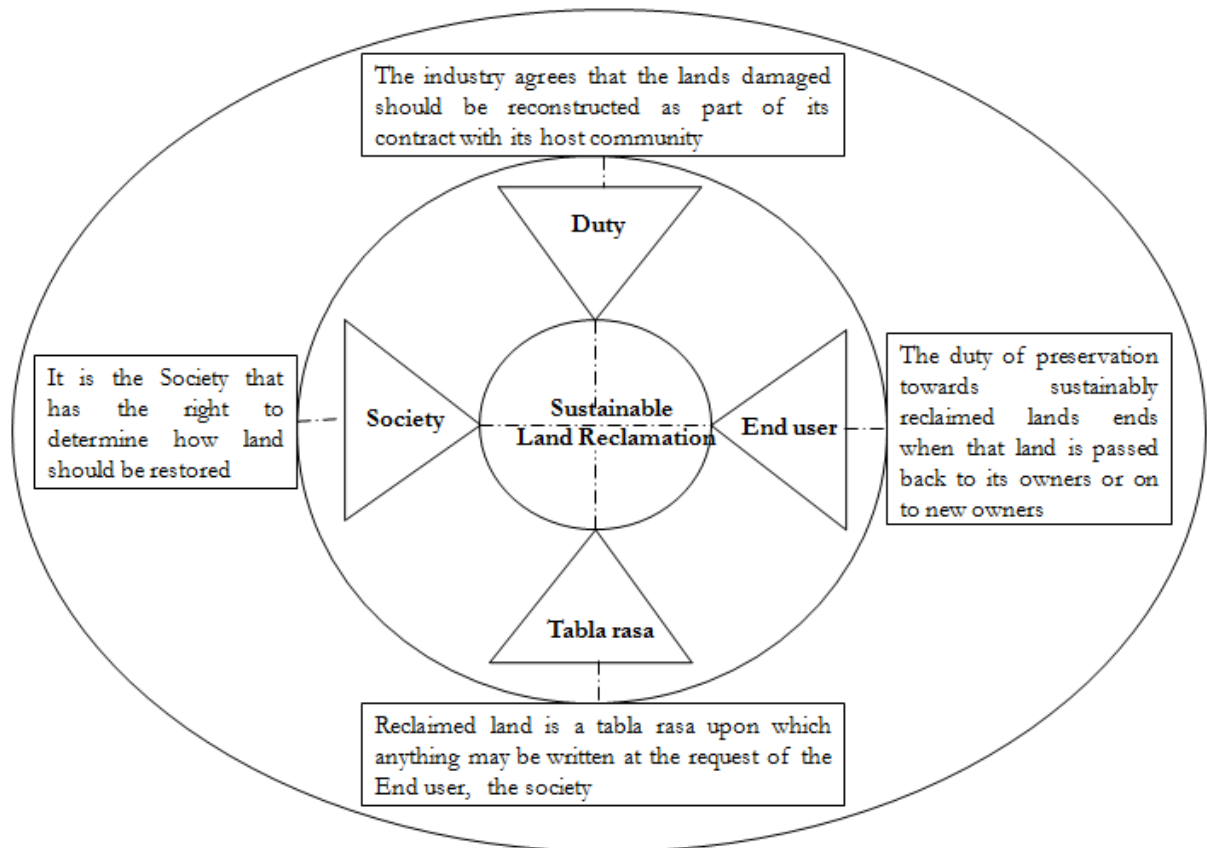 The industry agrees that the lands damaged
should be reconstructed as part of its
contract with its host community
Duty
It is the Society that
has the right to
determine how land
should be restored
Society
Sustainable
Land Reclamation
End user
The duty of preservation
towards sustainably
reclaimed lands ends
when that land is passed
back to its owners or on
to new owners
Tabla rasa
Reclaimed land is a tabla rasa upon which
anything may be written at the request of the
End user, the society